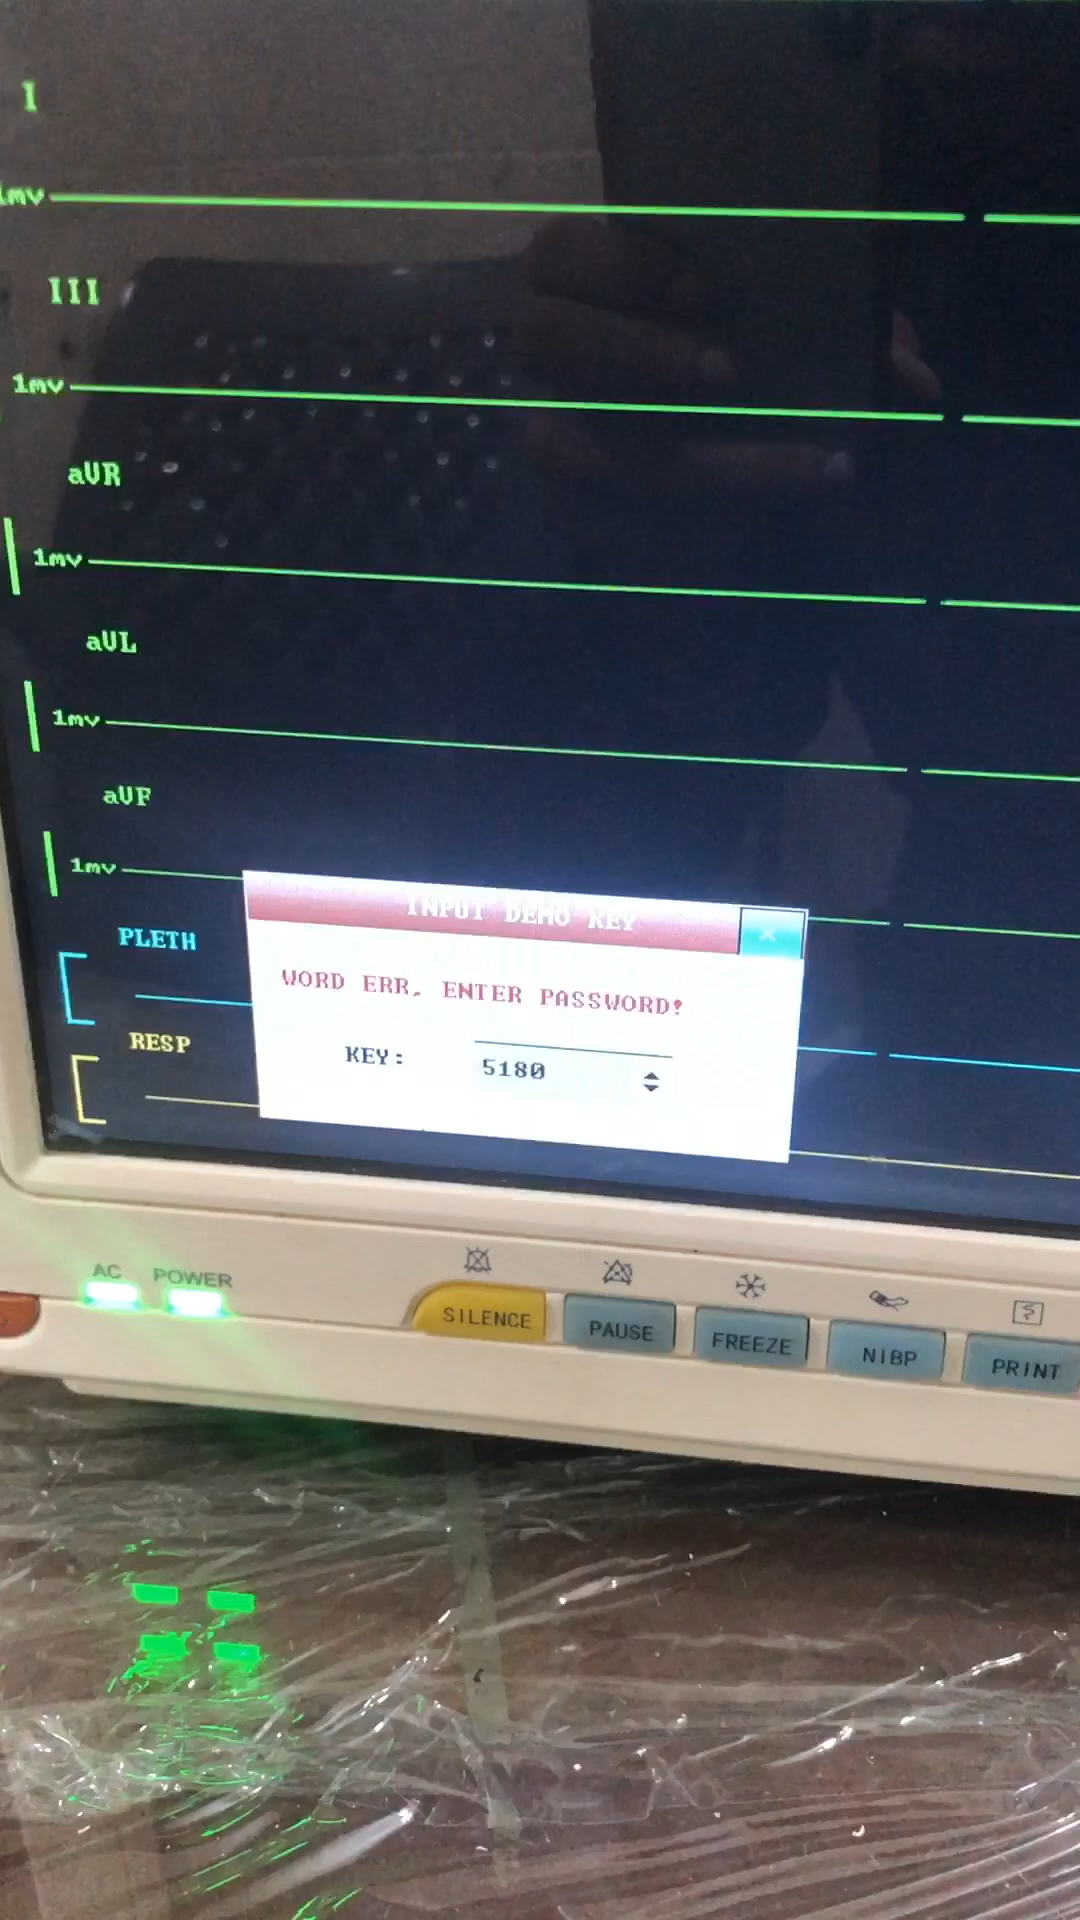 I
1mv
III
1mv
aVR
1mv
aVL
1mv
aVF
1mv
PLETH
RESP
INPUT DEMO KEY
WORD ERR, ENTER PASSWORD!
KEY: 5180
AC POWER
SILENCE PAUSE FREEZE NIBP PRINT